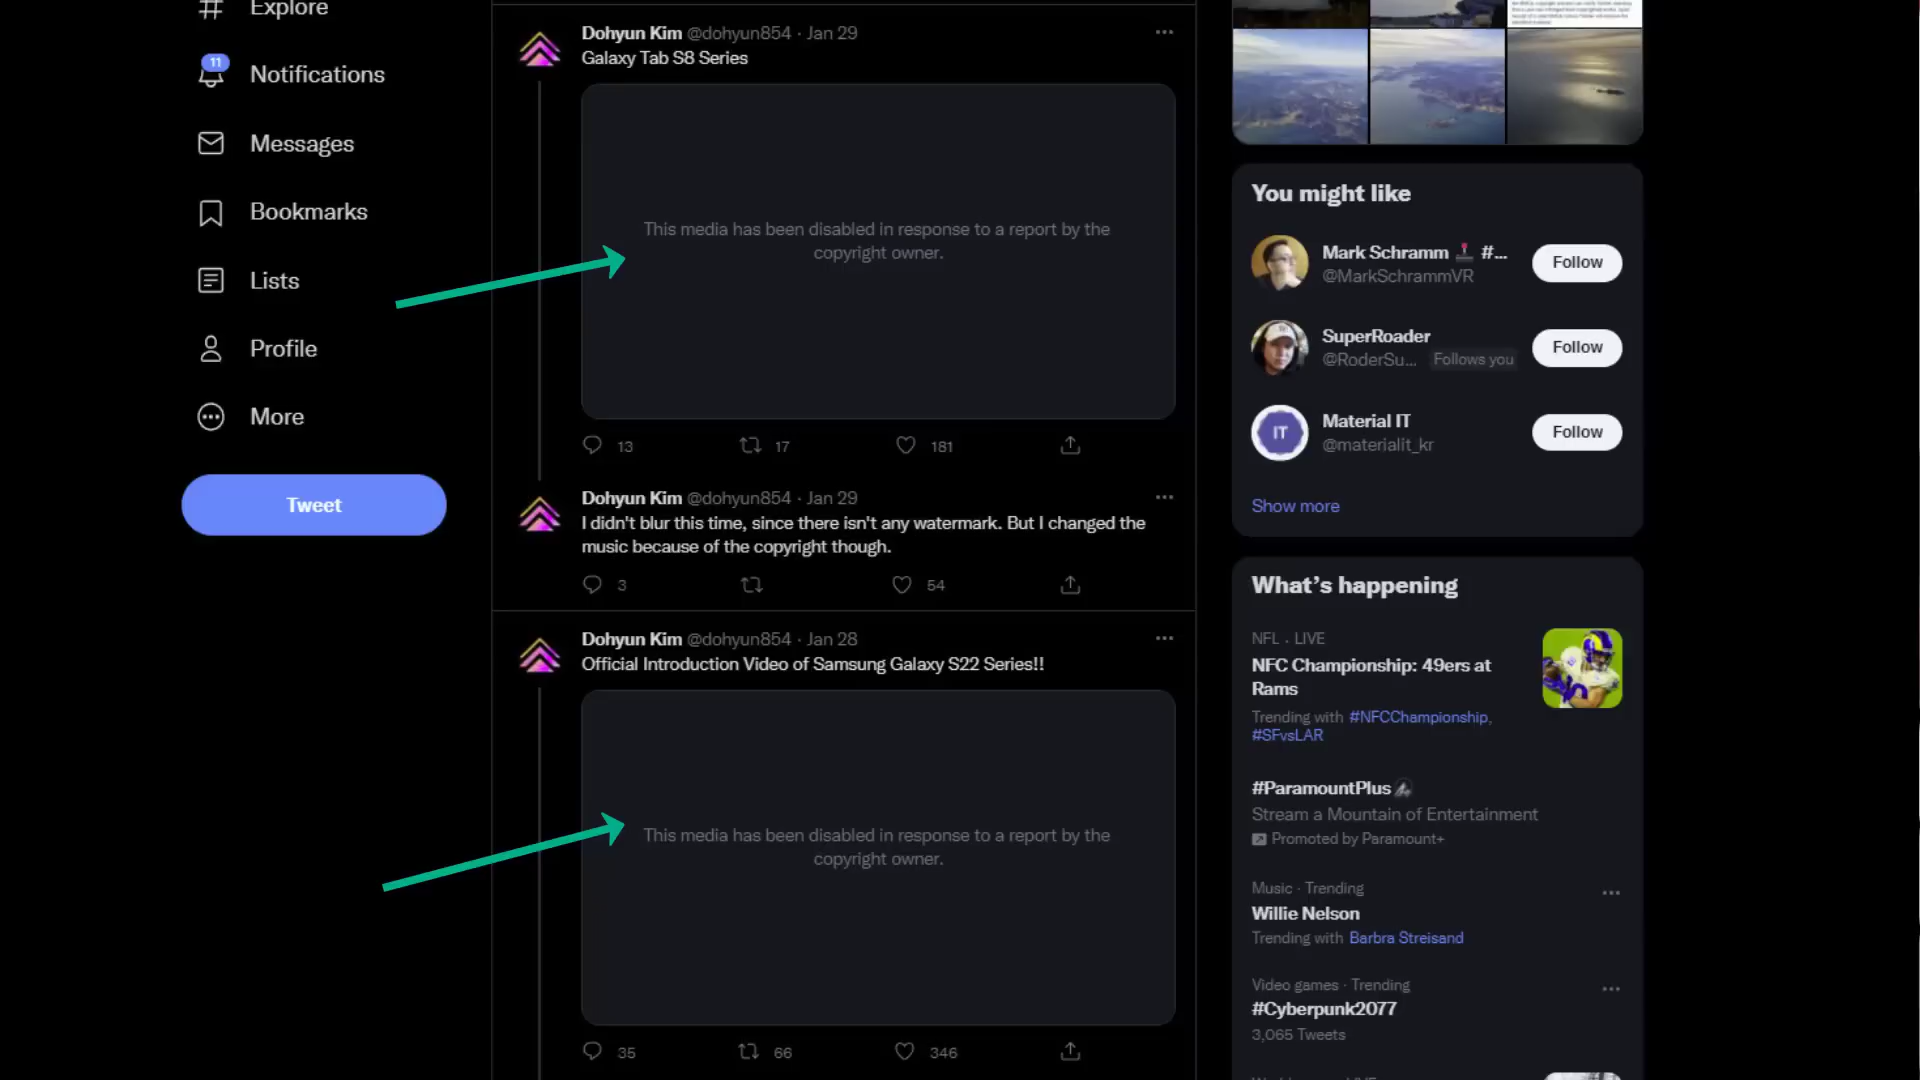 Explore
11
Notifications
Messages
Bookmarks
Lists
Profile
More
Tweet
Dohyun Kim @dohyun854 · Jan 29
Galaxy Tab S8 Series
This media has been disabled in response to a report by the
copyright owner.
13 17 181
Dohyun Kim @dohyun854 · Jan 29
I didn't blur this time, since there isn't any watermark. But I changed the
music because of the copyright though.
3 54
Dohyun Kim @dohyun854 · Jan 28
Official Introduction Video of Samsung Galaxy S22 Series!!
This media has been disabled in response to a report by the
copyright owner.
35 66 346
You might like
Mark Schramm #...
@MarkSchrammVR
Follow
SuperRoader
@RoderSu... Follows you
Follow
IT
Material IT
@materialit_kr
Follow
Show more
What's happening
NFL · LIVE
NFC Championship: 49ers at
Rams
Trending with #NFCChampionship,
#SFvsLAR
#ParamountPlus
Stream a Mountain of Entertainment
Promoted by Paramount+
Music · Trending
Willie Nelson
Trending with Barbra Streisand
Video games · Trending
#Cyberpunk2077
3,065 Tweets